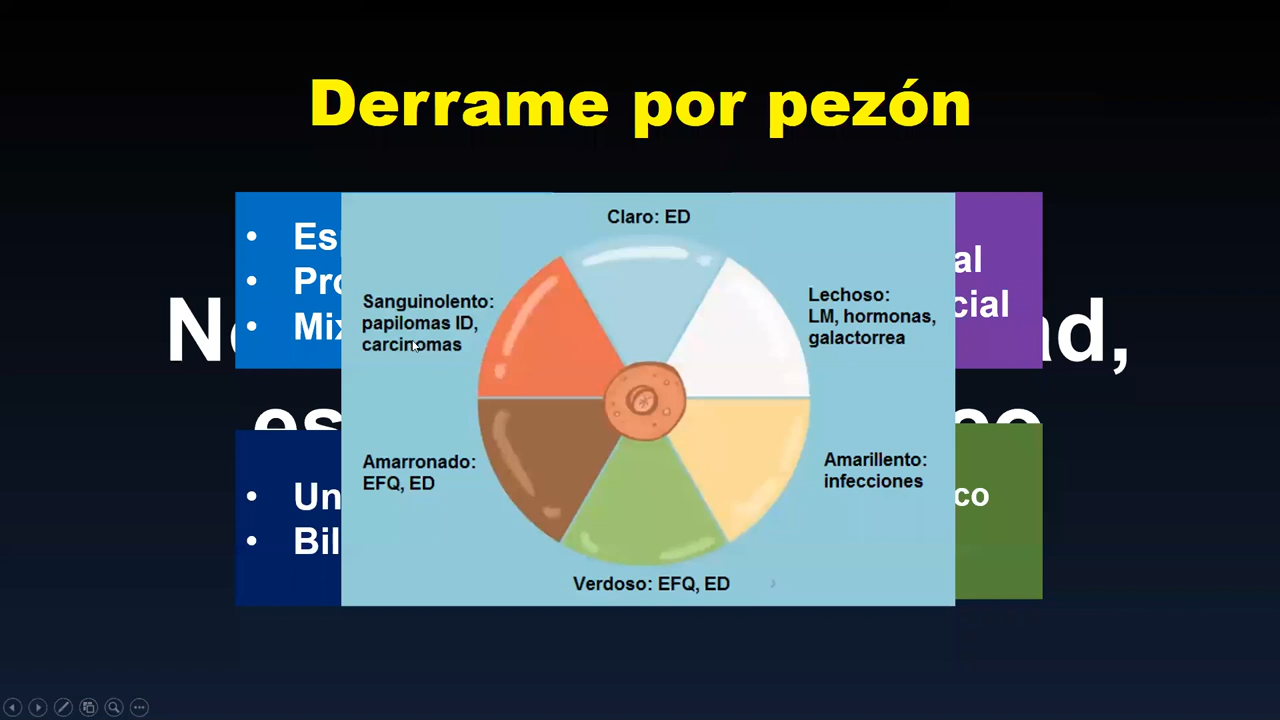 Derrame por pezón
Claro: ED
Sanguinolento:
papilomas ID,
carcinomas
Lechoso:
LM, hormonas,
galactorrea
Amarronado:
EFQ, ED
Amarillento:
infecciones
Verdoso: EFQ, ED